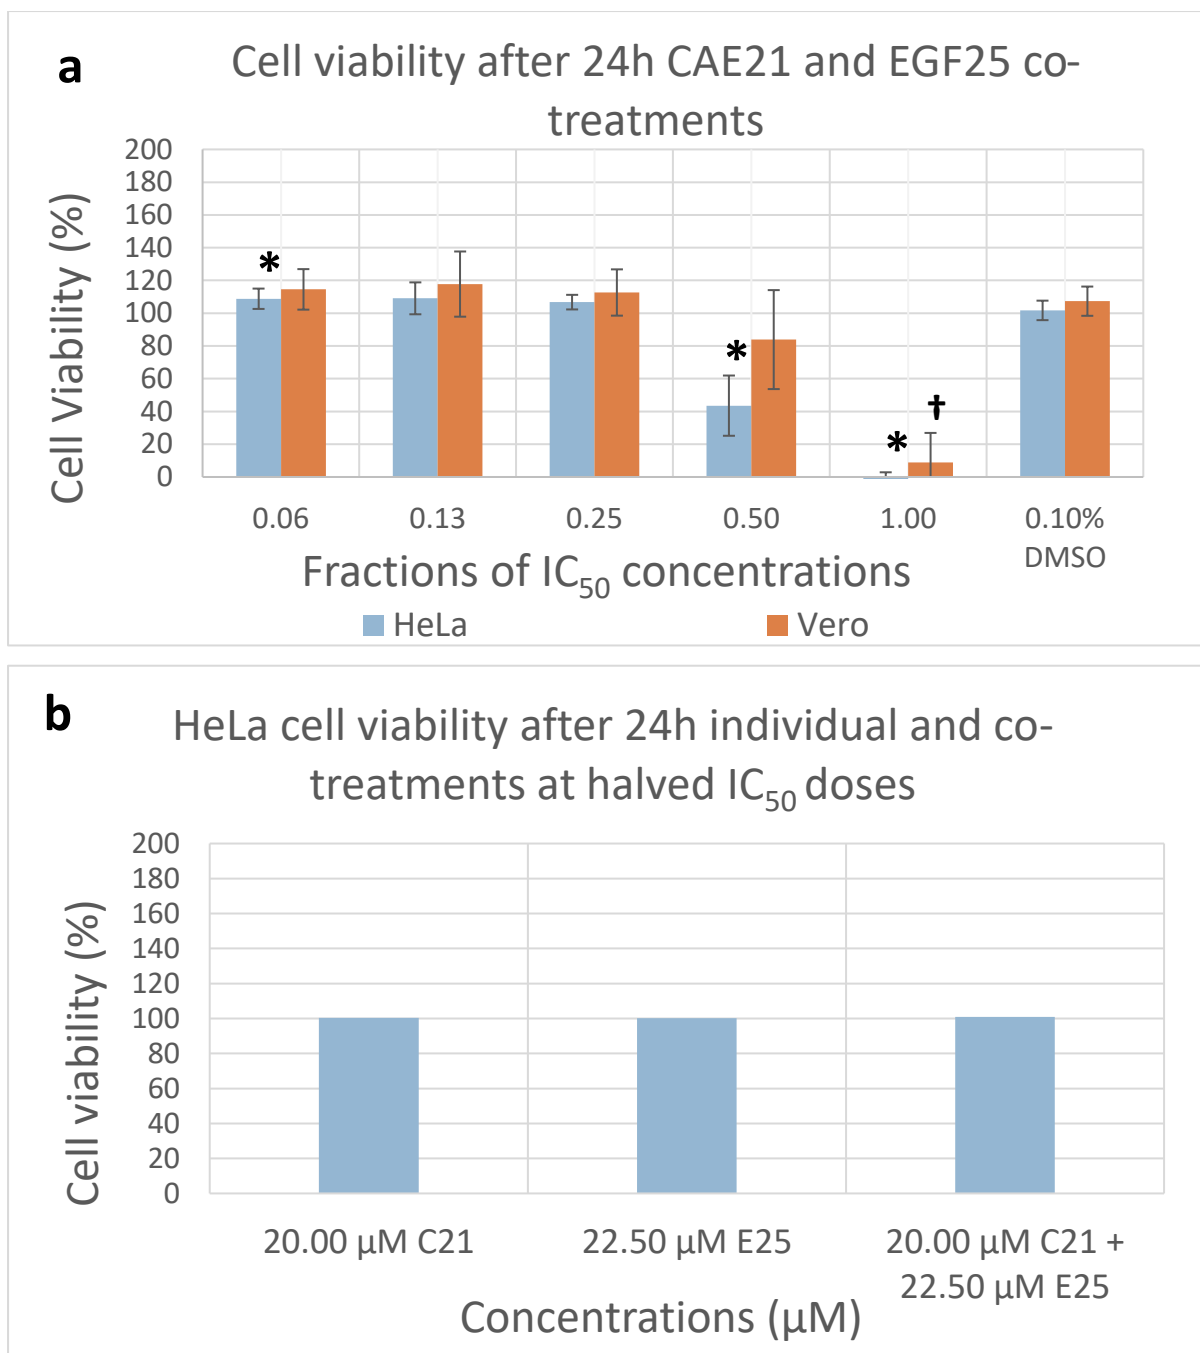 a
Cell viability after 24h CAE21 and EGF25 co-
treatments
Cell Viability (%)
200
180
160
140
120
100
80
60
40
20
0
*
*
*
†
0.06 0.13 0.25 0.50 1.00 0.10%
DMSO
Fractions of IC50 concentrations
HeLa Vero
b
HeLa cell viability after 24h individual and co-
treatments at halved IC50 doses
Cell viability (%)
200
180
160
140
120
100
80
60
40
20
0
20.00 µM C21 22.50 µM E25 20.00 µM C21 +
22.50 µM E25
Concentrations (µM)